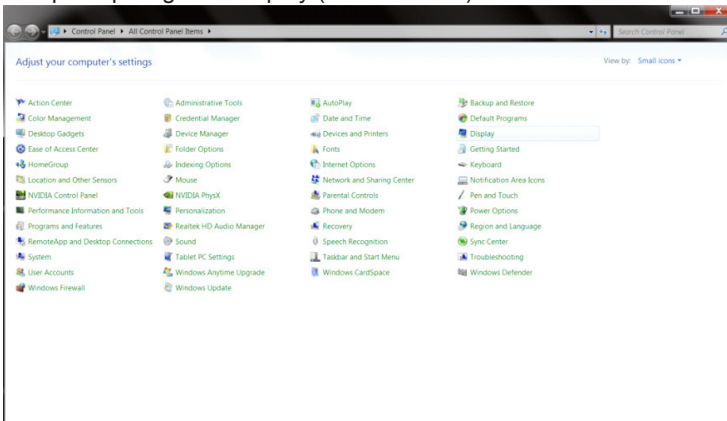 Control Panel ▸ All Control Panel Items ▸
Search Control Panel
Adjust your computer's settings
View by: Small icons
Action Center
Administrative Tools
AutoPlay
Backup and Restore
Color Management
Credential Manager
Date and Time
Default Programs
Desktop Gadgets
Device Manager
Devices and Printers
Display
Ease of Access Center
Folder Options
Fonts
Getting Started
HomeGroup
Indexing Options
Internet Options
Keyboard
Location and Other Sensors
Mouse
Network and Sharing Center
Notification Area Icons
NVIDIA Control Panel
NVIDIA PhysX
Parental Controls
Pen and Touch
Performance Information and Tools
Personalization
Phone and Modem
Power Options
Programs and Features
Realtek HD Audio Manager
Recovery
Region and Language
RemoteApp and Desktop Connections
Sound
Speech Recognition
Sync Center
System
Tablet PC Settings
Taskbar and Start Menu
Troubleshooting
User Accounts
Windows Anytime Upgrade
Windows CardSpace
Windows Defender
Windows Firewall
Windows Update